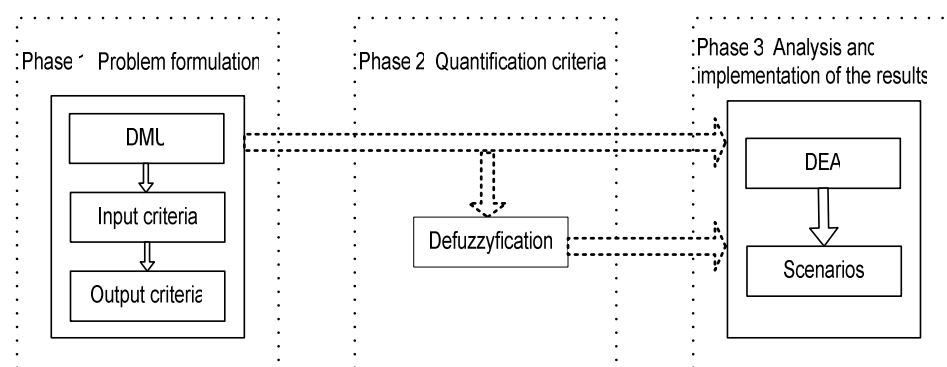 Phase 1 Problem formulation
DMU
Input criteria
Output criteria
Phase 2 Quantification criteria
Defuzzyfication
Phase 3 Analysis and
implementation of the results
DEA
Scenarios